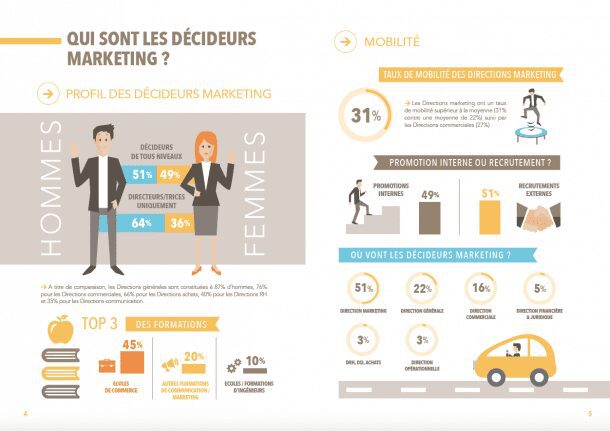 QUI SONT LES DÉCIDEURS
MARKETING ?
PROFIL DES DÉCIDEURS MARKETING
HOMMES
FEMMES
DÉCIDEURS
DE TOUS NIVEAUX
51% 49%
DIRECTEURS/TRICES
UNIQUEMENT
64% 36%
A titre de comparaison, les Directions générales sont constituées à 87% d'hommes, 76%
pour les Directions commerciales, 66% pour les Directions achats, 40% pour les Directions RH
et 35% pour les Directions communication.
TOP 3 DES FORMATIONS
45%
ECOLES
DE COMMERCE
20%
AUTRES FORMATIONS
DE COMMUNICATION /
MARKETING
10%
ECOLES / FORMATIONS
D'INGÉNIEURS
4
MOBILITÉ
TAUX DE MOBILITÉ DES DIRECTIONS MARKETING
31%
Les Directions marketing ont un taux
de mobilité supérieur à la moyenne (31%
contre une moyenne de 22%) suivi par
les Directions commerciales (27%)
PROMOTION INTERNE OU RECRUTEMENT ?
PROMOTIONS
INTERNES
49%
51%
RECRUTEMENTS
EXTERNES
OÙ VONT LES DÉCIDEURS MARKETING ?
51%
DIRECTION MARKETING
22%
DIRECTION GÉNÉRALE
16%
DIRECTION
COMMERCIALE
5%
DIRECTION FINANCIÈRE
& JURIDIQUE
3%
DRH, DSI, ACHATS
3%
DIRECTION
OPÉRATIONNELLE
5